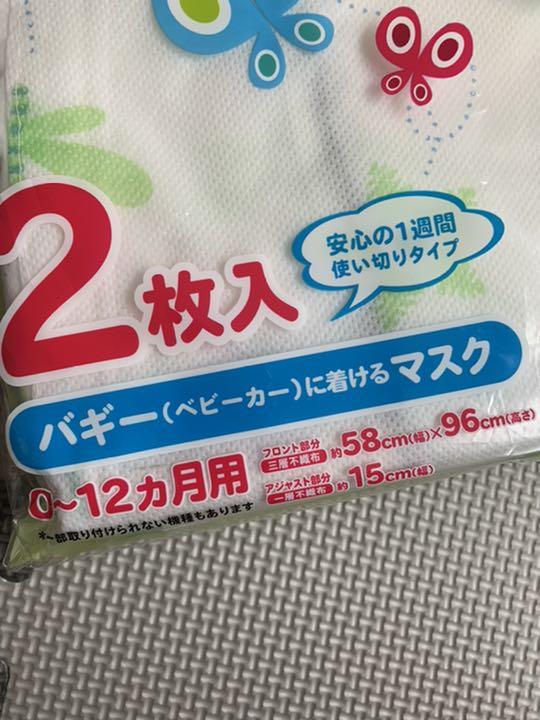 安心の1週間
使い切りタイプ
2枚入
バギー(ベビーカー)に着けるマスク
0~12カ月用
フロント部分
三層不織布 約58cm(幅)×96cm(高さ)
アジャスト部分
一層不織布 約15cm(幅)
*一部取り付けられない機種もあります